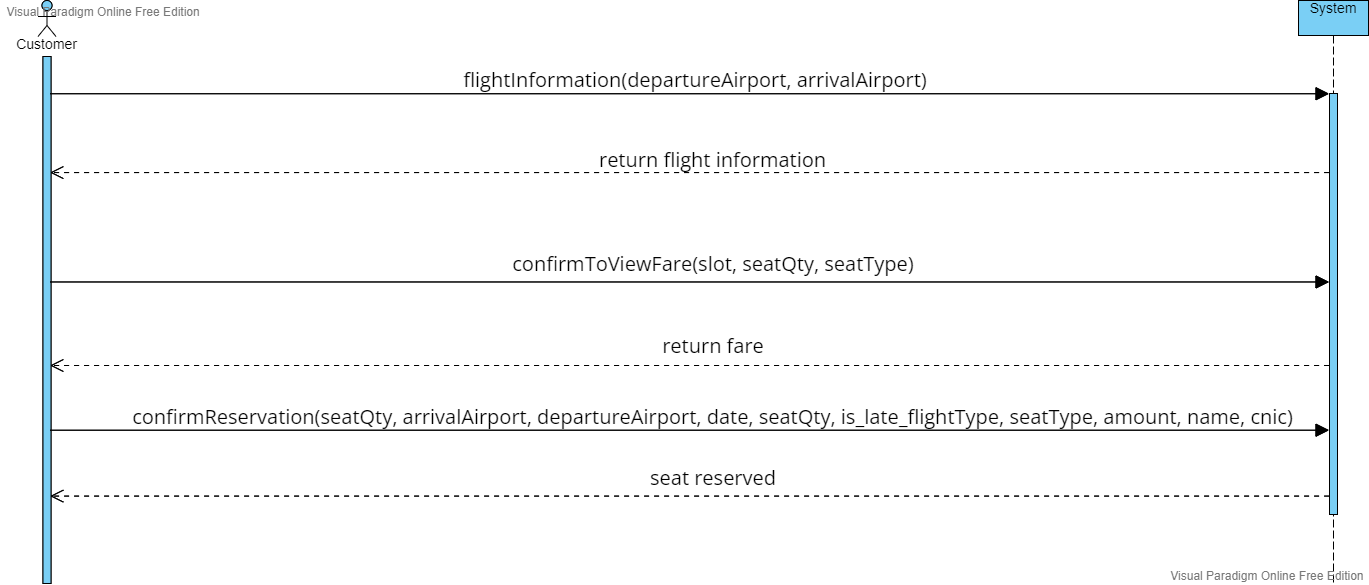 Visual Paradigm Online Free Edition
System
Customer
flightInformation(departureAirport, arrivalAirport)
return flight information
confirmToViewFare(slot, seatQty, seatType)
return fare
confirmReservation(seatQty, arrivalAirport, departureAirport, date, seatQty, is_late_flightType, seatType, amount, name, cnic)
seat reserved
Visual Paradigm Online Free Edition